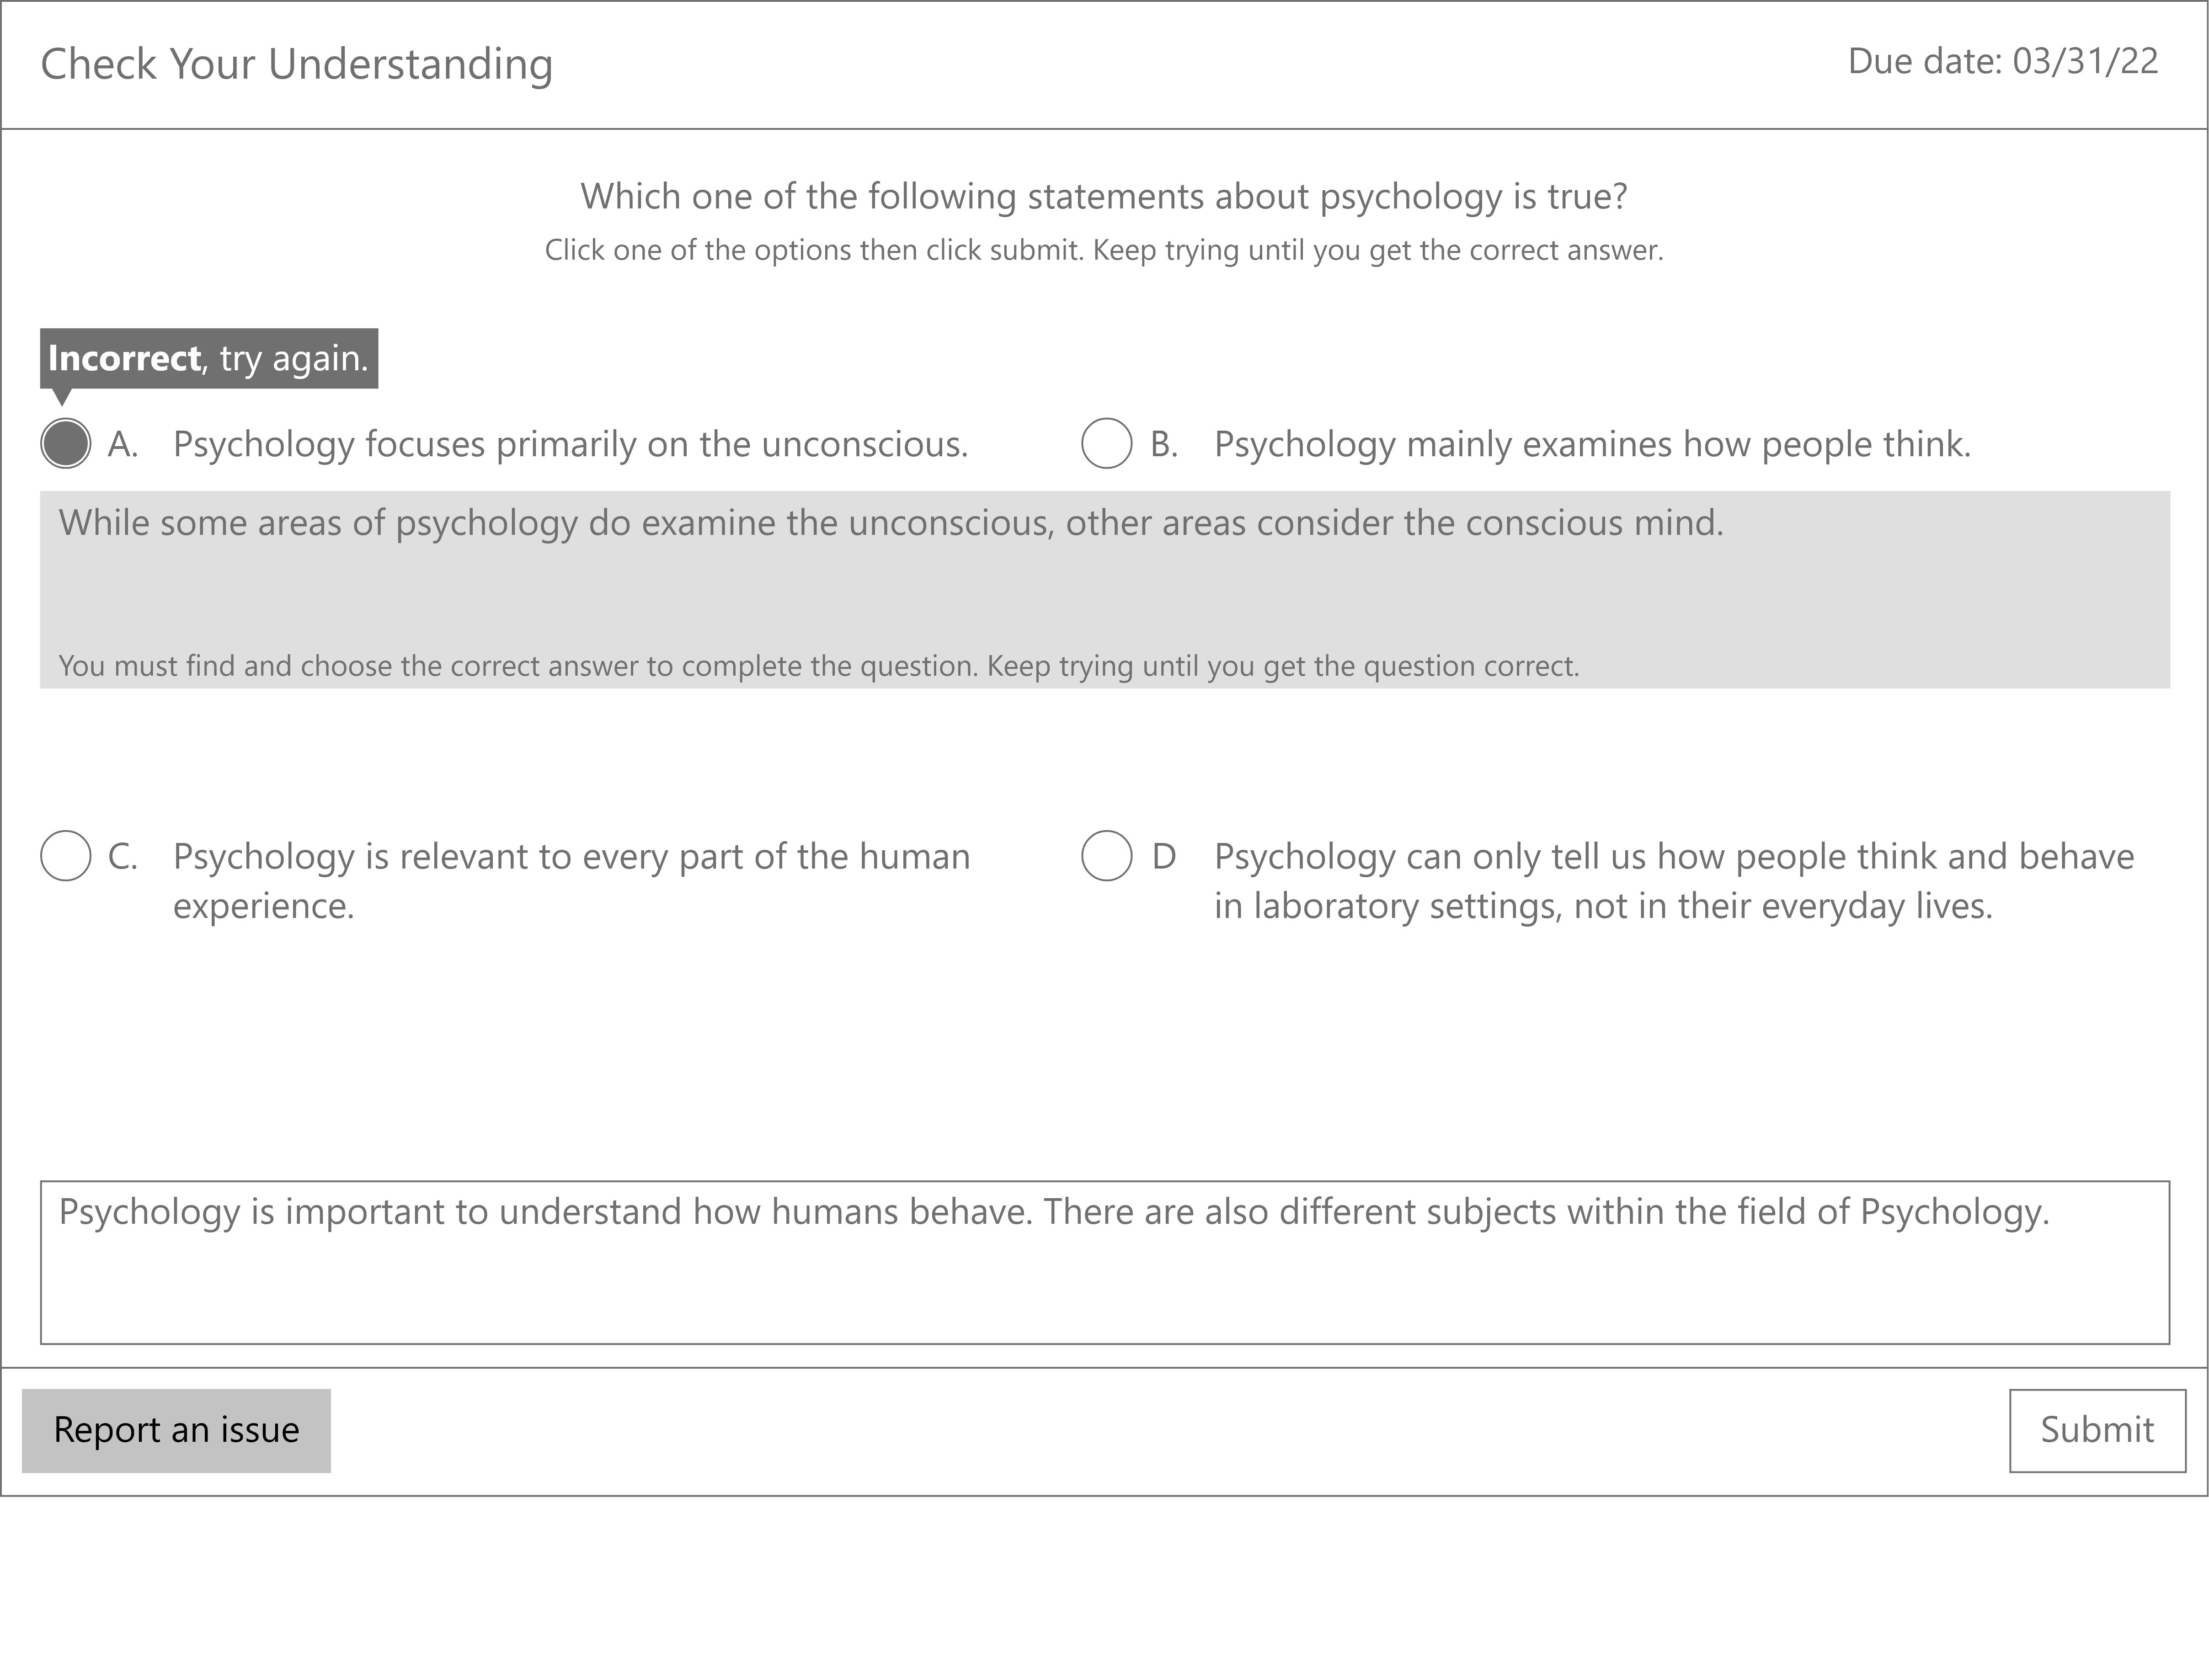 Check Your Understanding
Due date: 03/31/22
Which one of the following statements about psychology is true?
Click one of the options then click submit. Keep trying until you get the correct answer.
Incorrect, try again.
A. Psychology focuses primarily on the unconscious.
B. Psychology mainly examines how people think.
While some areas of psychology do examine the unconscious, other areas consider the conscious mind.
You must find and choose the correct answer to complete the question. Keep trying until you get the question correct.
C. Psychology is relevant to every part of the human
experience.
D Psychology can only tell us how people think and behave
in laboratory settings, not in their everyday lives.
Psychology is important to understand how humans behave. There are also different subjects within the field of Psychology.
Report an issue
Submit